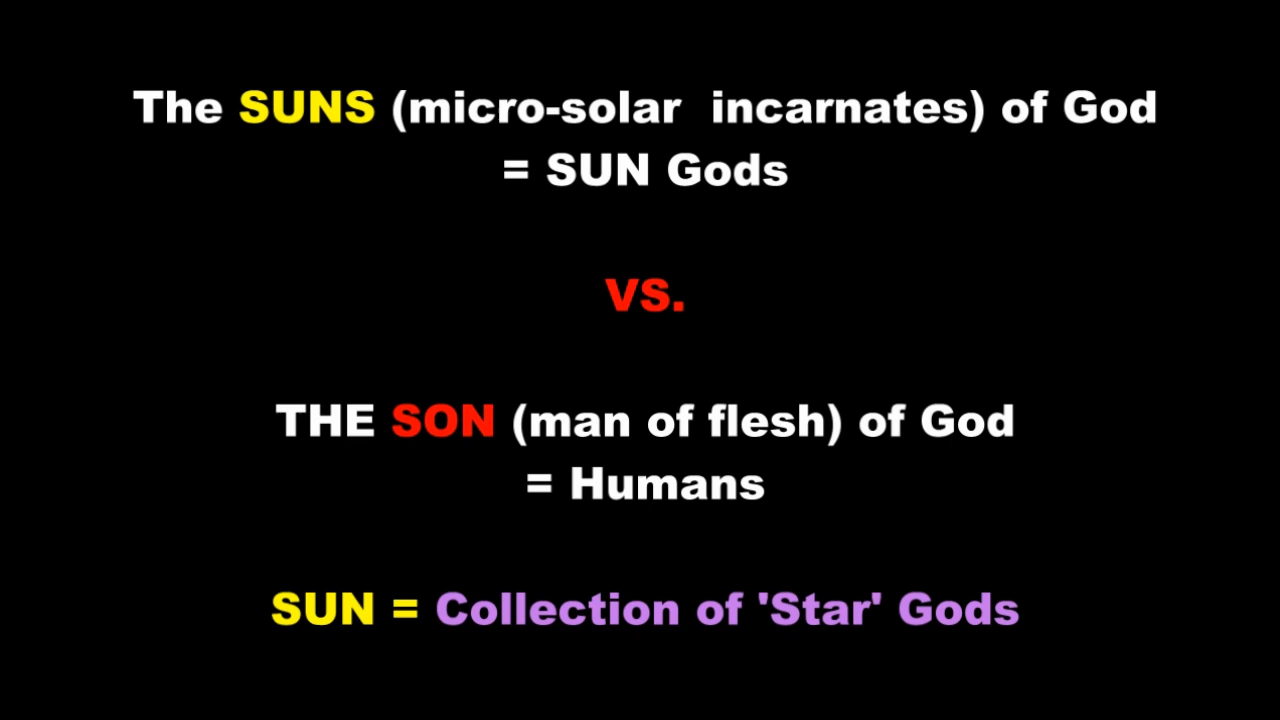 The SUNS (micro-solar  incarnates) of God
= SUN Gods
VS.
THE SON (man of flesh) of God
= Humans
SUN = Collection of 'Star' Gods